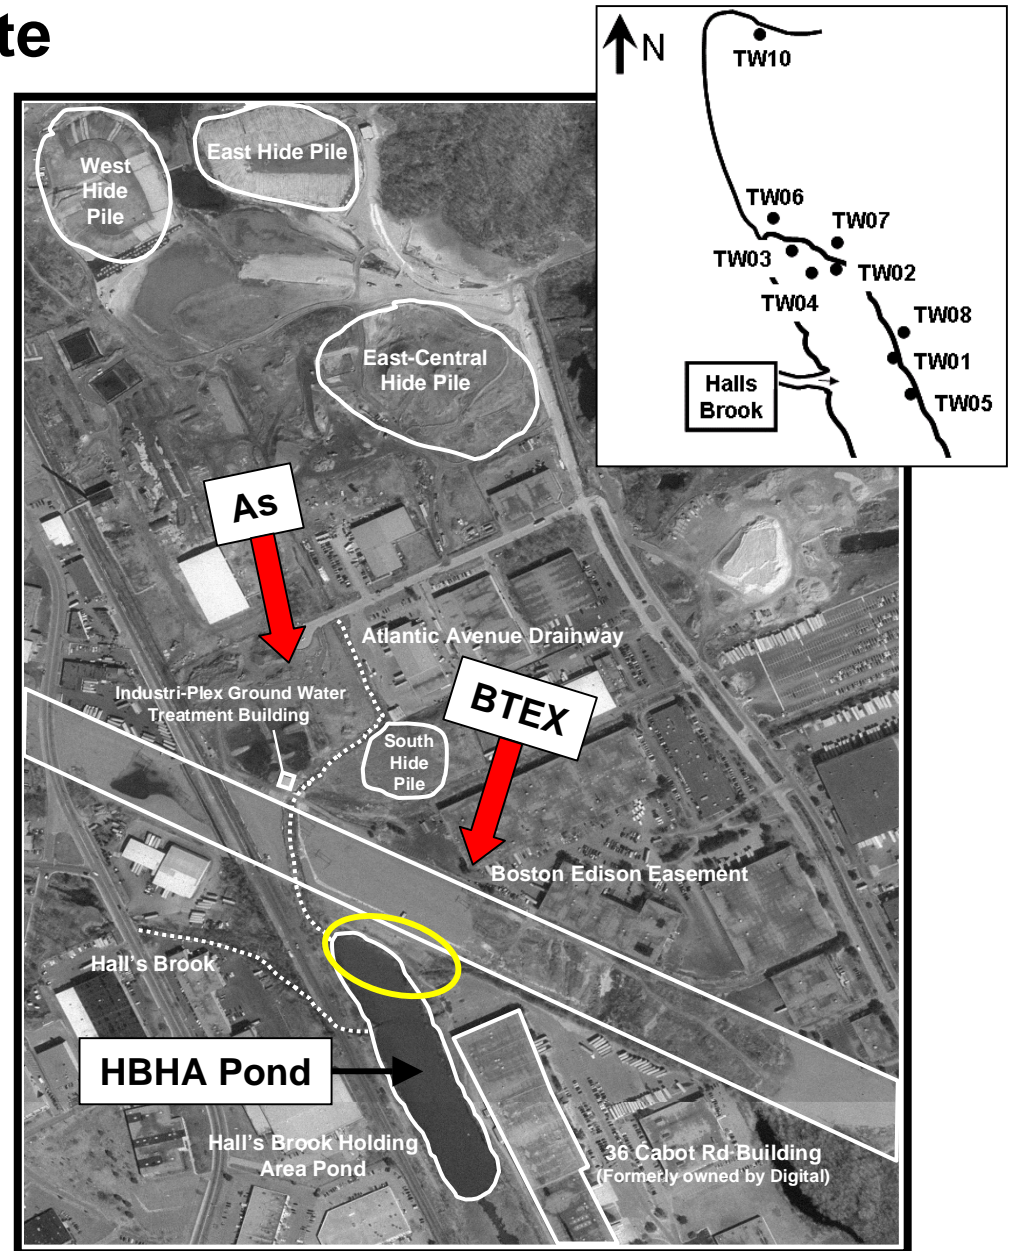 te
N
TW10
TW06
TW07
TW03
TW02
TW04
TW08
TW01
Halls
Brook
TW05
West
Hide
Pile
East Hide Pile
East-Central
Hide Pile
As
Atlantic Avenue Drainway
Industri-Plex Ground Water
Treatment Building
BTEX
South
Hide
Pile
Boston Edison Easement
Hall's Brook
HBHA Pond
Hall's Brook Holding
Area Pond
36 Cabot Rd Building
(Formerly owned by Digital)